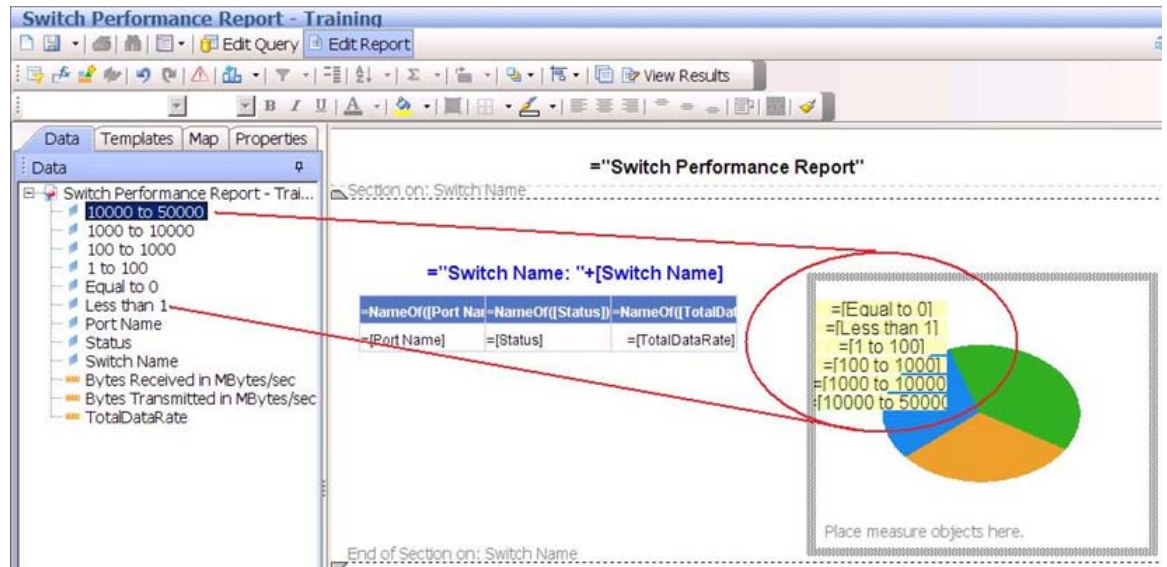 Switch Performance Report - Training
Edit Query Edit Report
View Results
B I U A
Data Templates Map Properties
Data
="Switch Performance Report"
Section on: Switch Name
Switch Performance Report - Trai...
10000 to 50000
1000 to 10000
100 to 1000
1 to 100
Equal to 0
Less than 1
Port Name
Status
Switch Name
Bytes Received in MBytes/sec
Bytes Transmitted in MBytes/sec
TotalDataRate
="Switch Name: "+[Switch Name]
=NameOf([Port Nar =NameOf([Status]) =NameOf([TotalDat
=[Port Name] =[Status] =[TotalDataRate]
=[Equal to 0]
=[Less than 1]
=[1 to 100]
=[100 to 1000]
=[1000 to 10000
=[10000 to 5000(
Place measure objects here.
End of Section on: Switch Name